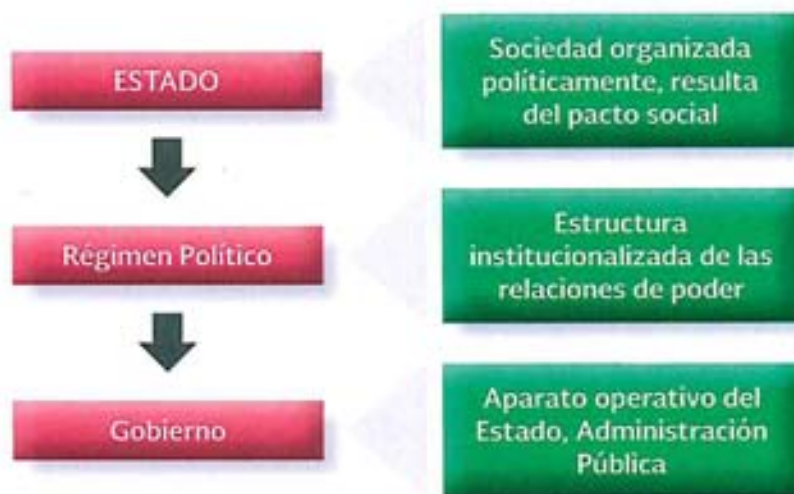 ESTADO
Sociedad organizada
políticamente, resulta
del pacto social
Régimen Político
Estructura
institucionalizada de las
relaciones de poder
Gobierno
Aparato operativo del
Estado, Administración
Pública